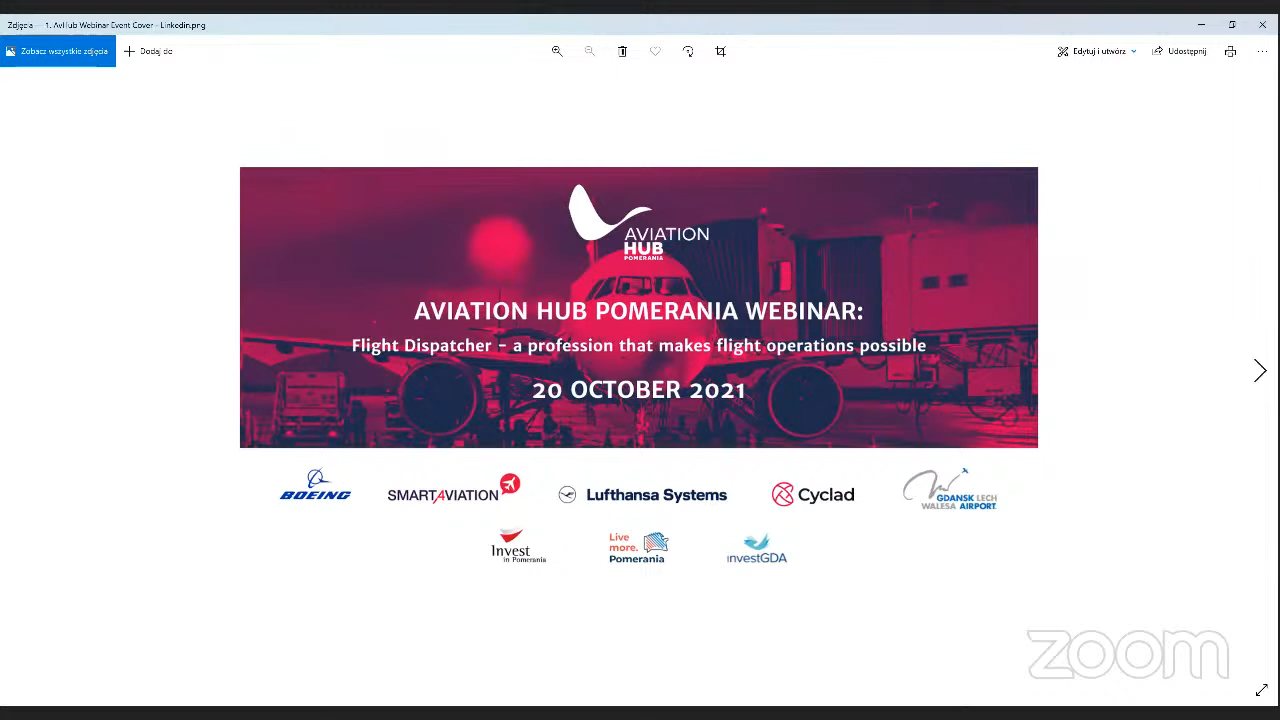 Zdjęcia — 1. AvHub Webinar Event Cover - Linkedin.png
Zobacz wszystkie zdjęcia
Dodaj do
Edytuj i utwórz
Udostępnij
AVIATION
HUB
POMERANIA
AVIATION HUB POMERANIA WEBINAR:
Flight Dispatcher – a profession that makes flight operations possible
20 OCTOBER 2021
BOEING
SMART4AVIATION
Lufthansa Systems
Cyclad
GDANSK LECH
WALESA AIRPORT
Invest
in Pomerania
Live
more.
Pomerania
investGDA
zoom